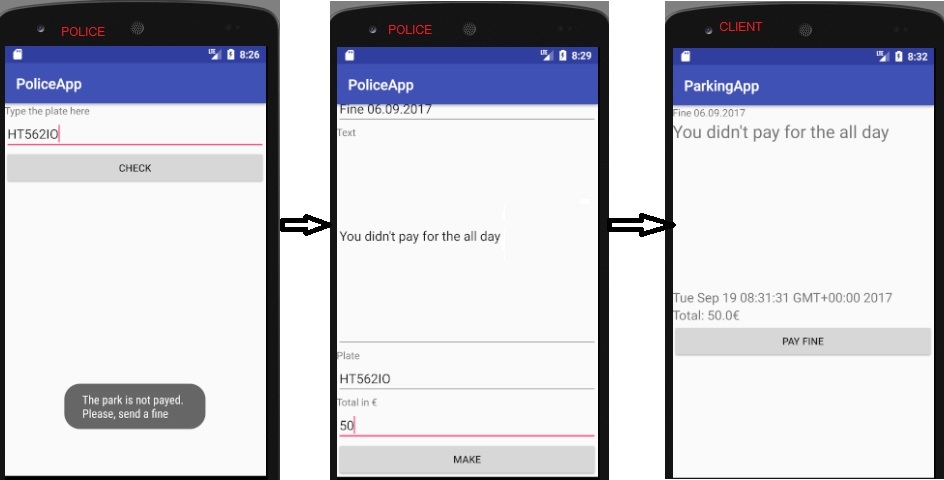 POLICE
8:26
PoliceApp
Type the plate here
HT562IO
CHECK
The park is not payed.
Please, send a fine
POLICE
LTE 8:29
PoliceApp
Fine 06.09.2017
Text
You didn't pay for the all day
Plate
HT562IO
Total in €
50
MAKE
CLIENT
LTE 8:32
ParkingApp
Fine 06.09.2017
You didn't pay for the all day
Tue Sep 19 08:31:31 GMT+00:00 2017
Total: 50.0€
PAY FINE